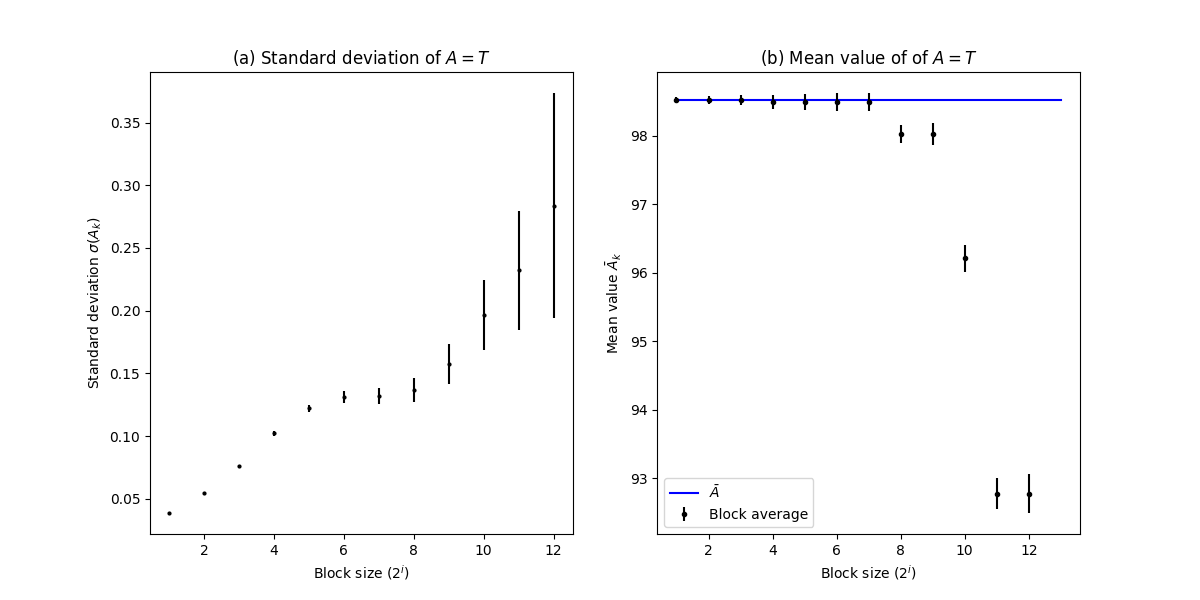 (a) Standard deviation of A = T
0.35
0.30
0.25
0.20
0.15
0.10
0.05
Standard deviation σ(A_k)
2 4 6 8 10 12
Block size (2^i)
(b) Mean value of of A = T
98
97
96
95
94
93
Mean value Ā_k
Ā
Block average
2 4 6 8 10 12
Block size (2^i)